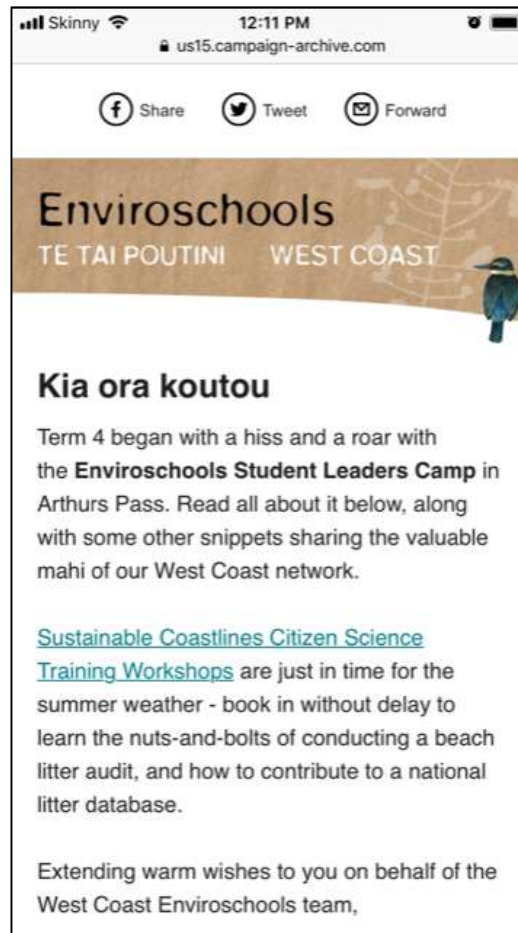 Skinny 12:11 PM
us15.campaign-archive.com
Share Tweet Forward
Enviroschools
TE TAI POUTINI WEST COAST
Kia ora koutou
Term 4 began with a hiss and a roar with
the Enviroschools Student Leaders Camp in
Arthurs Pass. Read all about it below, along
with some other snippets sharing the valuable
mahi of our West Coast network.
Sustainable Coastlines Citizen Science
Training Workshops are just in time for the
summer weather - book in without delay to
learn the nuts-and-bolts of conducting a beach
litter audit, and how to contribute to a national
litter database.
Extending warm wishes to you on behalf of the
West Coast Enviroschools team,